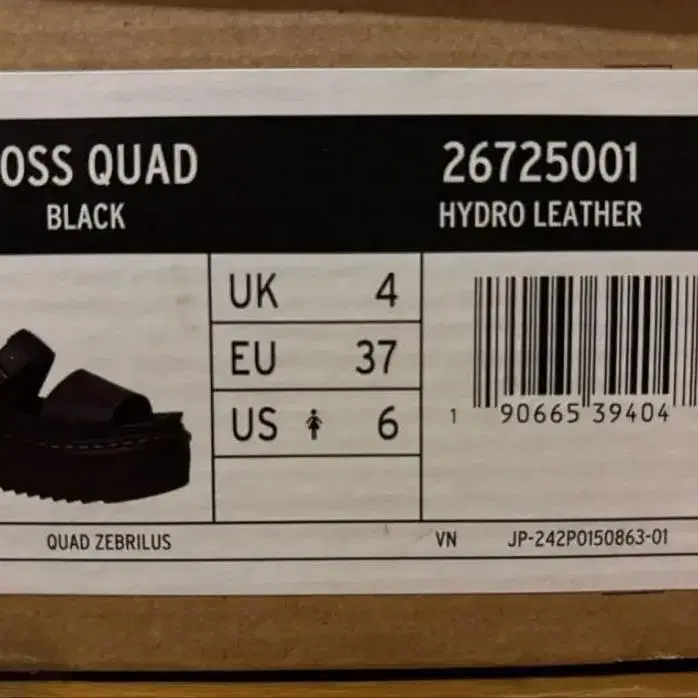 OSS QUAD
BLACK
26725001
HYDRO LEATHER
UK 4
EU 37
US 6
1 90665 39404
QUAD ZEBRILUS
VN
JP-242P0150863-01